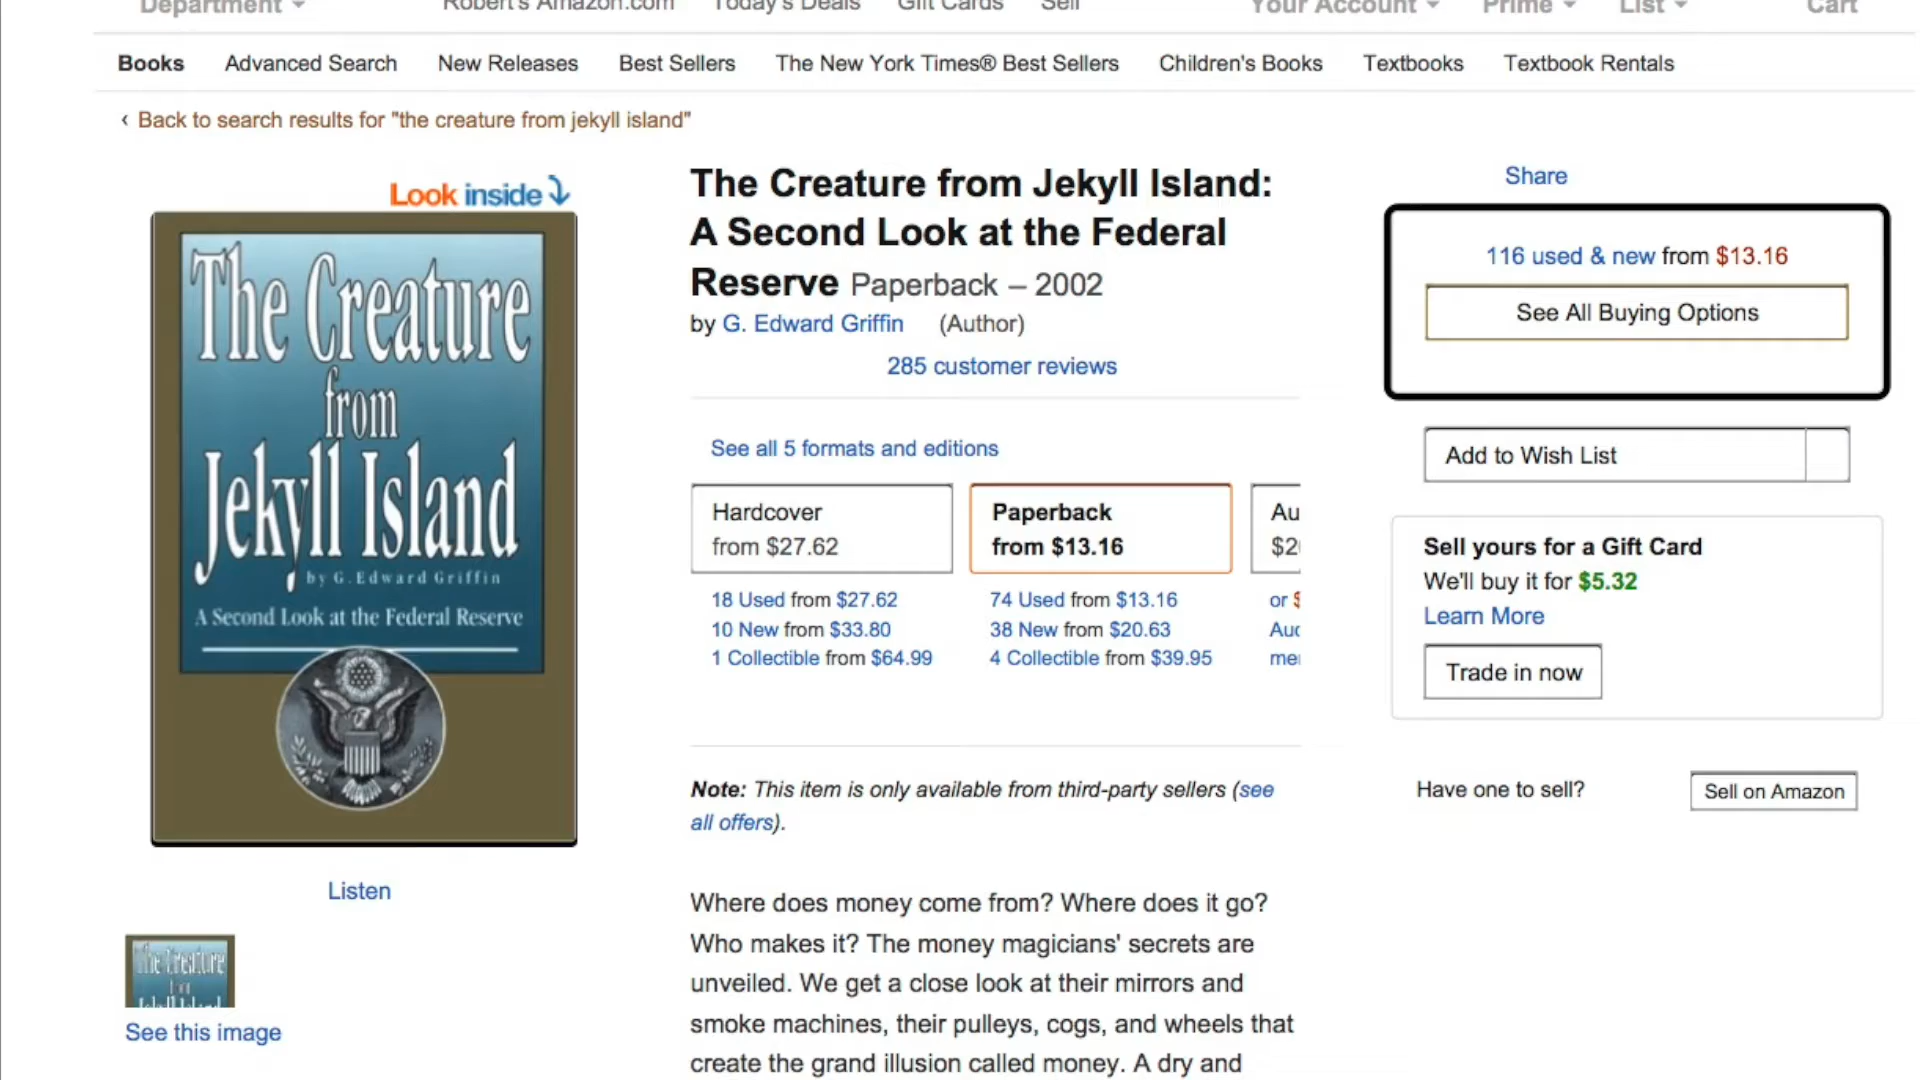 Department
Robert's Amazon.com Today's Deals Gift Cards Sell
Your Account Prime List Cart
Books Advanced Search New Releases Best Sellers The New York Times® Best Sellers Children's Books Textbooks Textbook Rentals
‹ Back to search results for "the creature from jekyll island"
Look inside
The Creature
from
Jekyll Island
by G. Edward Griffin
A Second Look at the Federal Reserve
Listen
The Creature
from
Jekyll Island
See this image
The Creature from Jekyll Island:
A Second Look at the Federal
Reserve Paperback – 2002
by G. Edward Griffin (Author)
285 customer reviews
See all 5 formats and editions
Hardcover
from $27.62
18 Used from $27.62
10 New from $33.80
1 Collectible from $64.99
Paperback
from $13.16
74 Used from $13.16
38 New from $20.63
4 Collectible from $39.95
Au
$2
or $
Aud
me
Note: This item is only available from third-party sellers (see
all offers).
Where does money come from? Where does it go?
Who makes it? The money magicians' secrets are
unveiled. We get a close look at their mirrors and
smoke machines, their pulleys, cogs, and wheels that
create the grand illusion called money. A dry and
Share
116 used & new from $13.16
See All Buying Options
Add to Wish List
Sell yours for a Gift Card
We'll buy it for $5.32
Learn More
Trade in now
Have one to sell?
Sell on Amazon